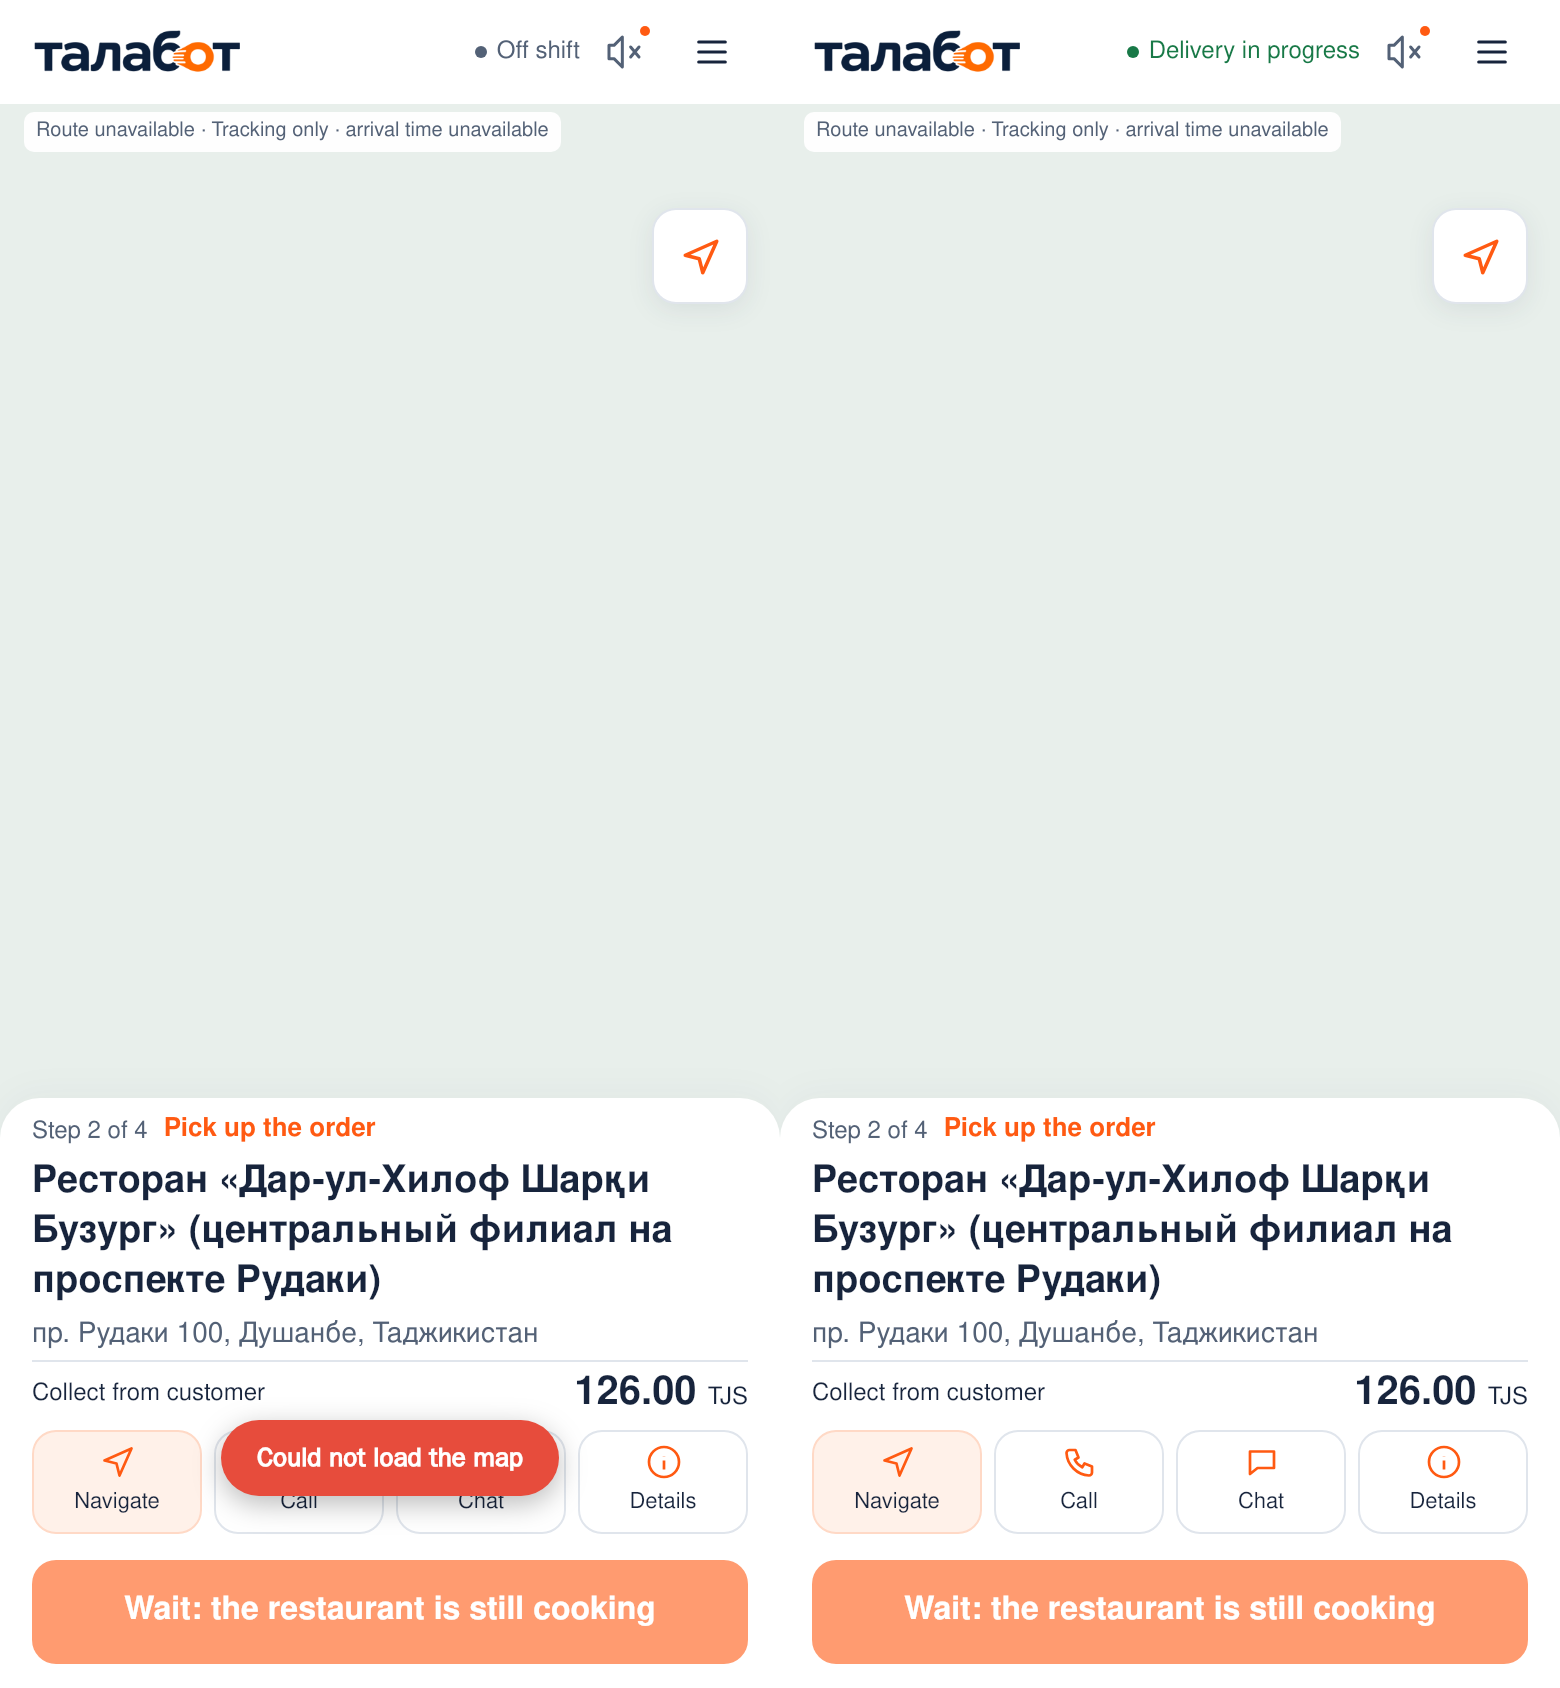 талабот
Off shift
Route unavailable · Tracking only · arrival time unavailable
Step 2 of 4 Pick up the order
Ресторан «Дар-ул-Хилоф Шарқи
Бузург» (центральный филиал на
проспекте Рудаки)
пр. Рудаки 100, Душанбе, Таджикистан
Collect from customer 126.00 TJS
Could not load the map
Navigate Call Chat Details
Wait: the restaurant is still cooking
талабот
Delivery in progress
Route unavailable · Tracking only · arrival time unavailable
Step 2 of 4 Pick up the order
Ресторан «Дар-ул-Хилоф Шарқи
Бузург» (центральный филиал на
проспекте Рудаки)
пр. Рудаки 100, Душанбе, Таджикистан
Collect from customer 126.00 TJS
Navigate Call Chat Details
Wait: the restaurant is still cooking